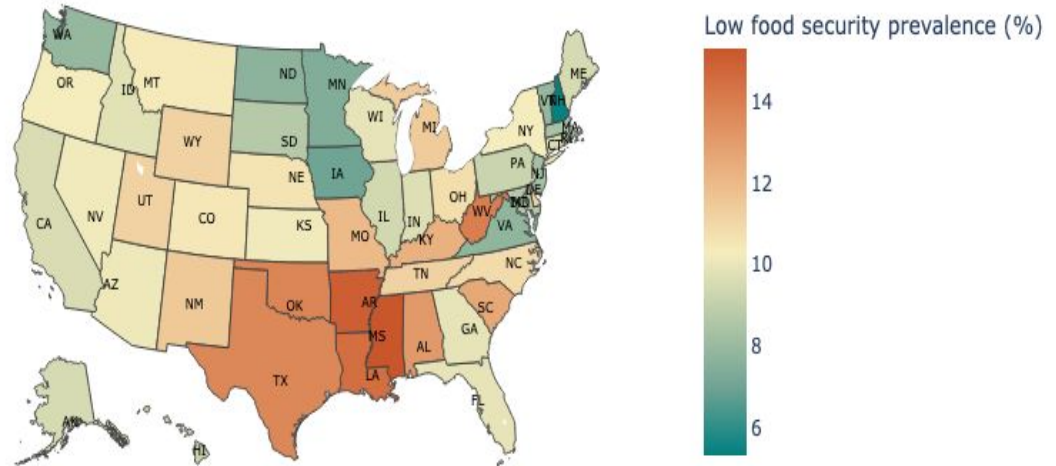 Low food security prevalence (%)
WA
ND
MN
ME
OR
ID
MT
VT
NH
WI
MI
NY
MA
RI
CT
SD
WY
IA
PA
NJ
NE
OH
DE
MD
NV
UT
IL
IN
WV
CO
CA
KS
MO
KY
VA
AZ
NM
OK
AR
TN
NC
SC
MS
AL
GA
TX
LA
FL
HI
14
12
10
8
6